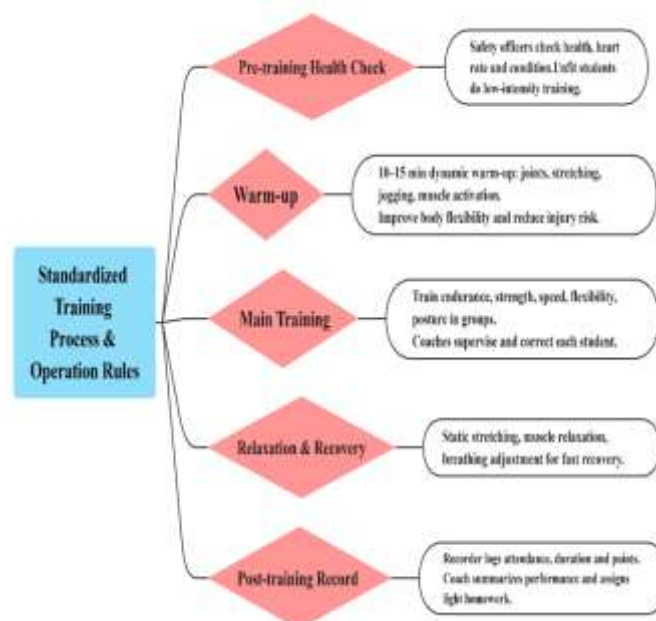 Standardized
Training
Process &
Operation Rules
Pre-training Health Check
Safety officers check health, heart
rate and condition.Unfit students
do low-intensity training.
Warm-up
10-15 min dynamic warm-up: joints, stretching,
jogging, muscle activation.
Improve body flexibility and reduce injury risk.
Main Training
Train endurance, strength, speed, flexibility,
posture in groups.
Coaches supervise and correct each student.
Relaxation & Recovery
Static stretching, muscle relaxation,
breathing adjustment for fast recovery.
Post-training Record
Recorder logs attendance, duration and points.
Coach summarizes performance and assigns
light homework.